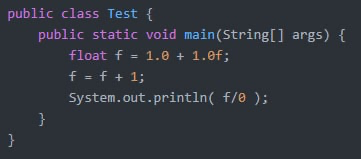 public class Test {
    public static void main(String[] args) {
        float f = 1.0 + 1.0f;
        f = f + 1;
        System.out.println( f/0 );
    }
}